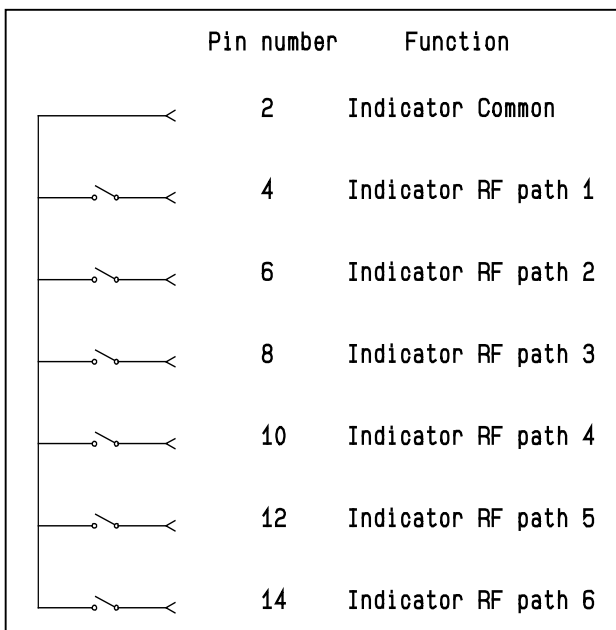 Pin number Function
2 Indicator Common
4 Indicator RF path 1
6 Indicator RF path 2
8 Indicator RF path 3
10 Indicator RF path 4
12 Indicator RF path 5
14 Indicator RF path 6